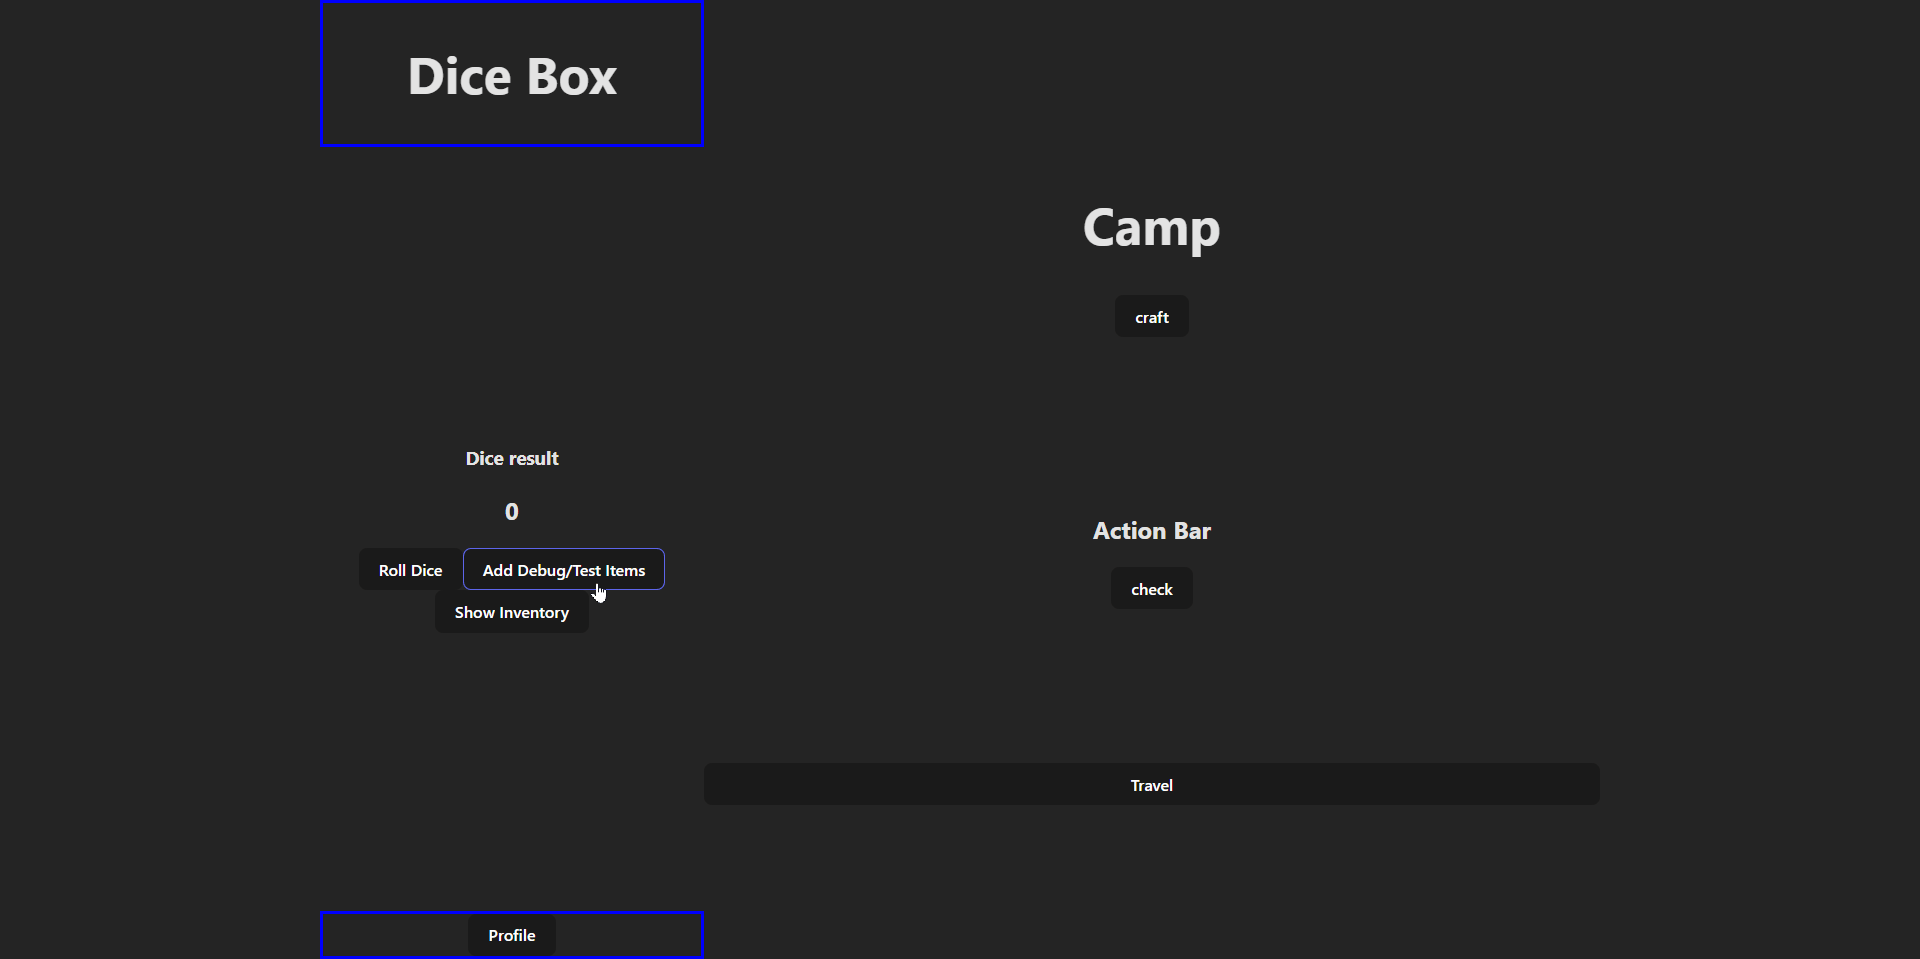 Dice Box
Camp
craft
Dice result
0
Roll Dice
Add Debug/Test Items
Show Inventory
Action Bar
check
Travel
Profile